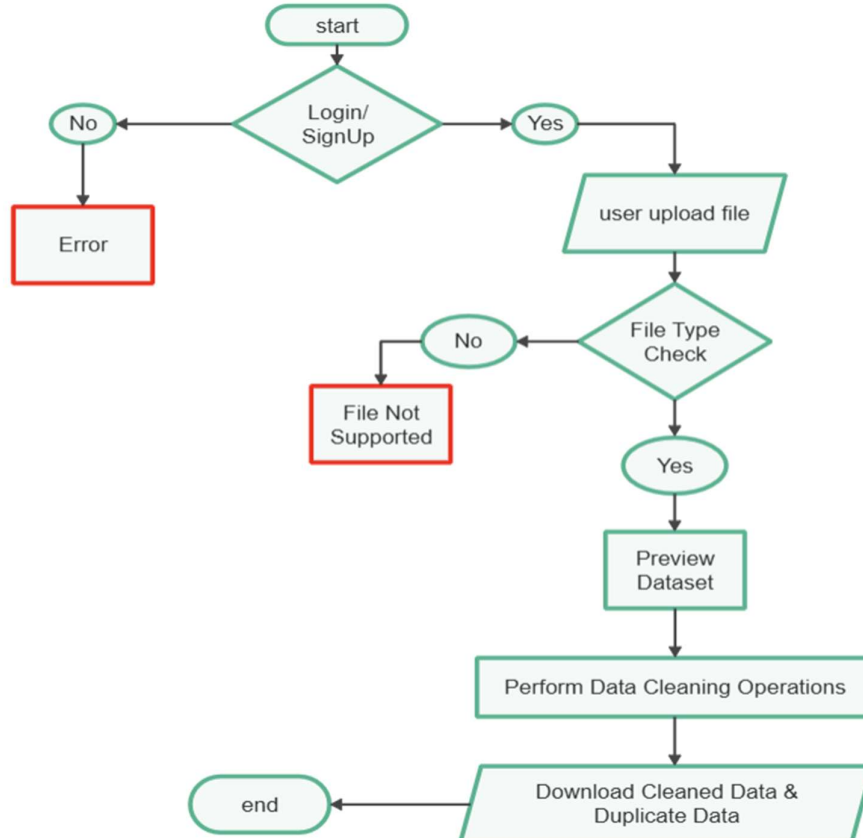 start
Login/
SignUp
No
Yes
Error
user upload file
File Type
Check
No
File Not
Supported
Yes
Preview
Dataset
Perform Data Cleaning Operations
Download Cleaned Data &
Duplicate Data
end